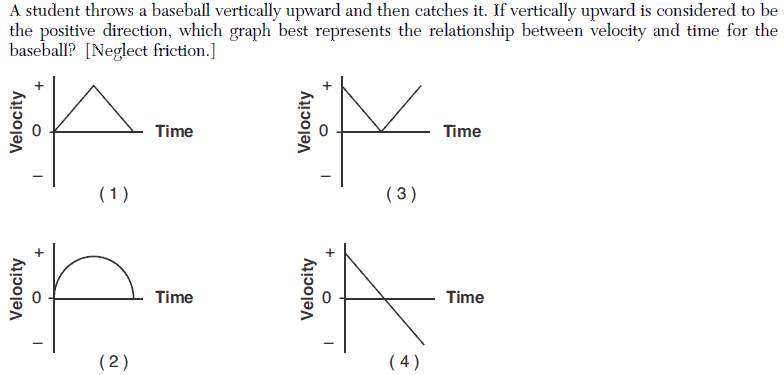 A student throws a baseball vertically upward and then catches it. If vertically upward is considered to be
the positive direction, which graph best represents the relationship between velocity and time for the
baseball? [Neglect friction.]
+
Velocity
0
Time
–
( 1 )
+
Velocity
0
Time
–
( 3 )
+
Velocity
0
Time
–
( 2 )
+
Velocity
0
Time
–
( 4 )